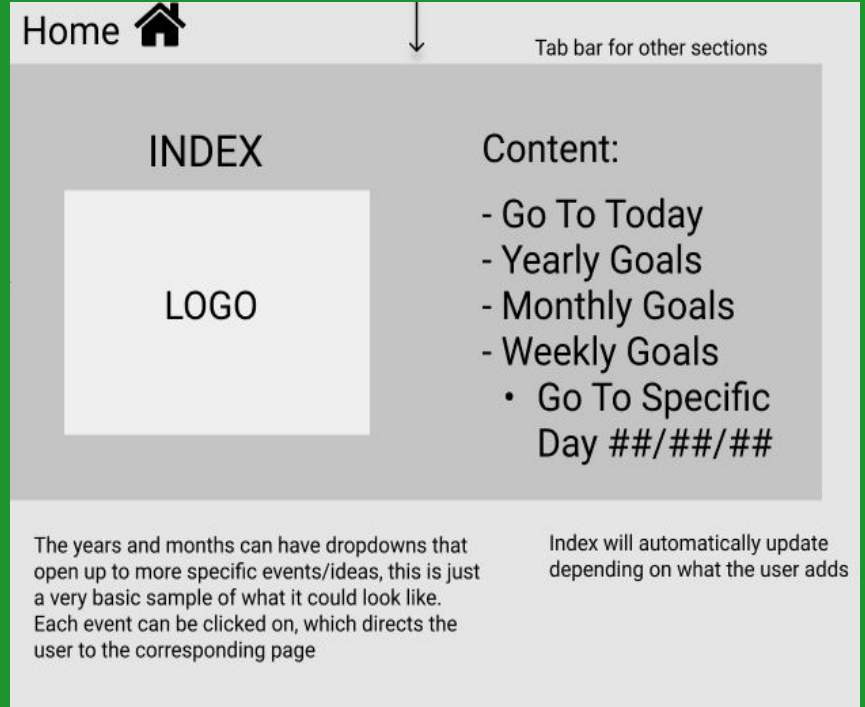 Home
Tab bar for other sections
INDEX
LOGO
Content:
- Go To Today
- Yearly Goals
- Monthly Goals
- Weekly Goals
• Go To Specific
Day ##/##/##
The years and months can have dropdowns that
open up to more specific events/ideas, this is just
a very basic sample of what it could look like.
Each event can be clicked on, which directs the
user to the corresponding page
Index will automatically update
depending on what the user adds